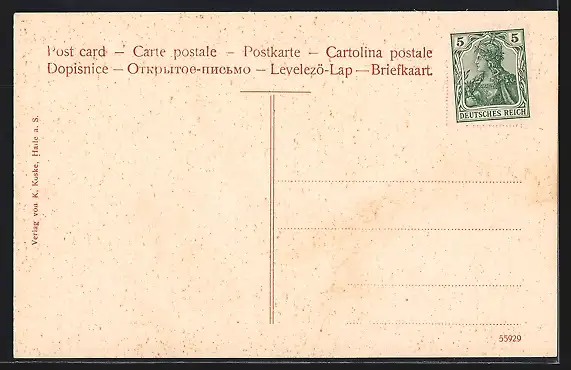 Post card – Carte postale – Postkarte – Cartolina postale
Dopisnice – Открытое-письмо – Levelező-Lap – Briefkaart.
5 5
DEUTSCHES REICH
Verlag von K. Koske, Halle a. S.
55929